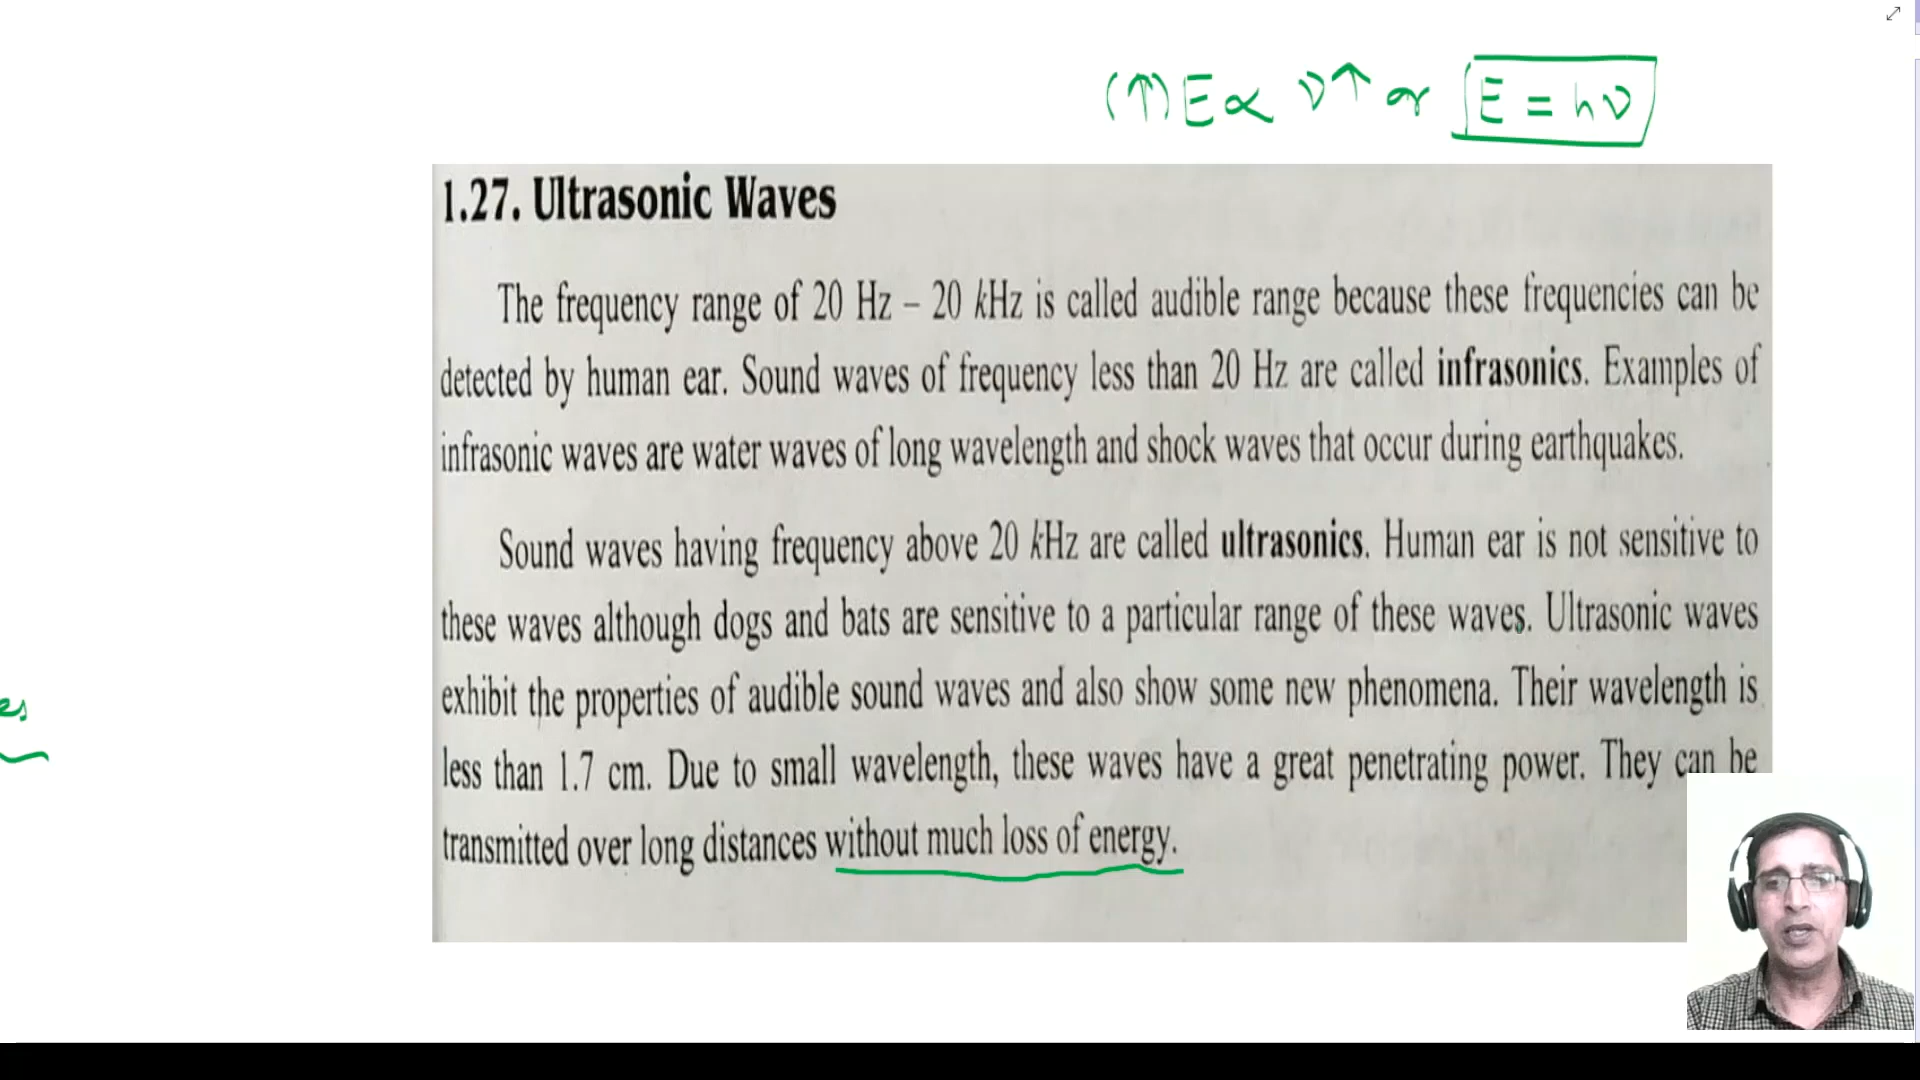 (↑) E ∝ ν ↑ or E = hν
1.27. Ultrasonic Waves
The frequency range of 20 Hz – 20 kHz is called audible range because these frequencies can be
detected by human ear. Sound waves of frequency less than 20 Hz are called infrasonics. Examples of
infrasonic waves are water waves of long wavelength and shock waves that occur during earthquakes.
Sound waves having frequency above 20 kHz are called ultrasonics. Human ear is not sensitive to
these waves although dogs and bats are sensitive to a particular range of these waves. Ultrasonic waves
exhibit the properties of audible sound waves and also show some new phenomena. Their wavelength is
es
less than 1.7 cm. Due to small wavelength, these waves have a great penetrating power. They can be
transmitted over long distances without much loss of energy.